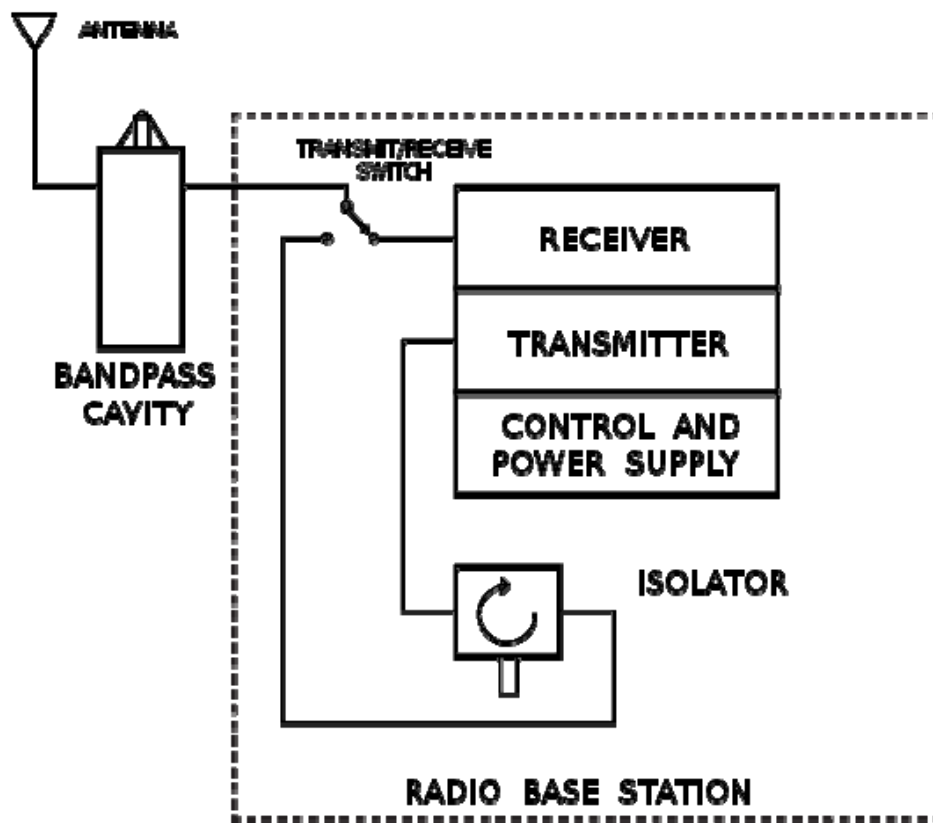 ANTENNA
TRANSMIT/RECEIVE
SWITCH
RECEIVER
TRANSMITTER
BANDPASS
CAVITY
CONTROL AND
POWER SUPPLY
ISOLATOR
RADIO BASE STATION